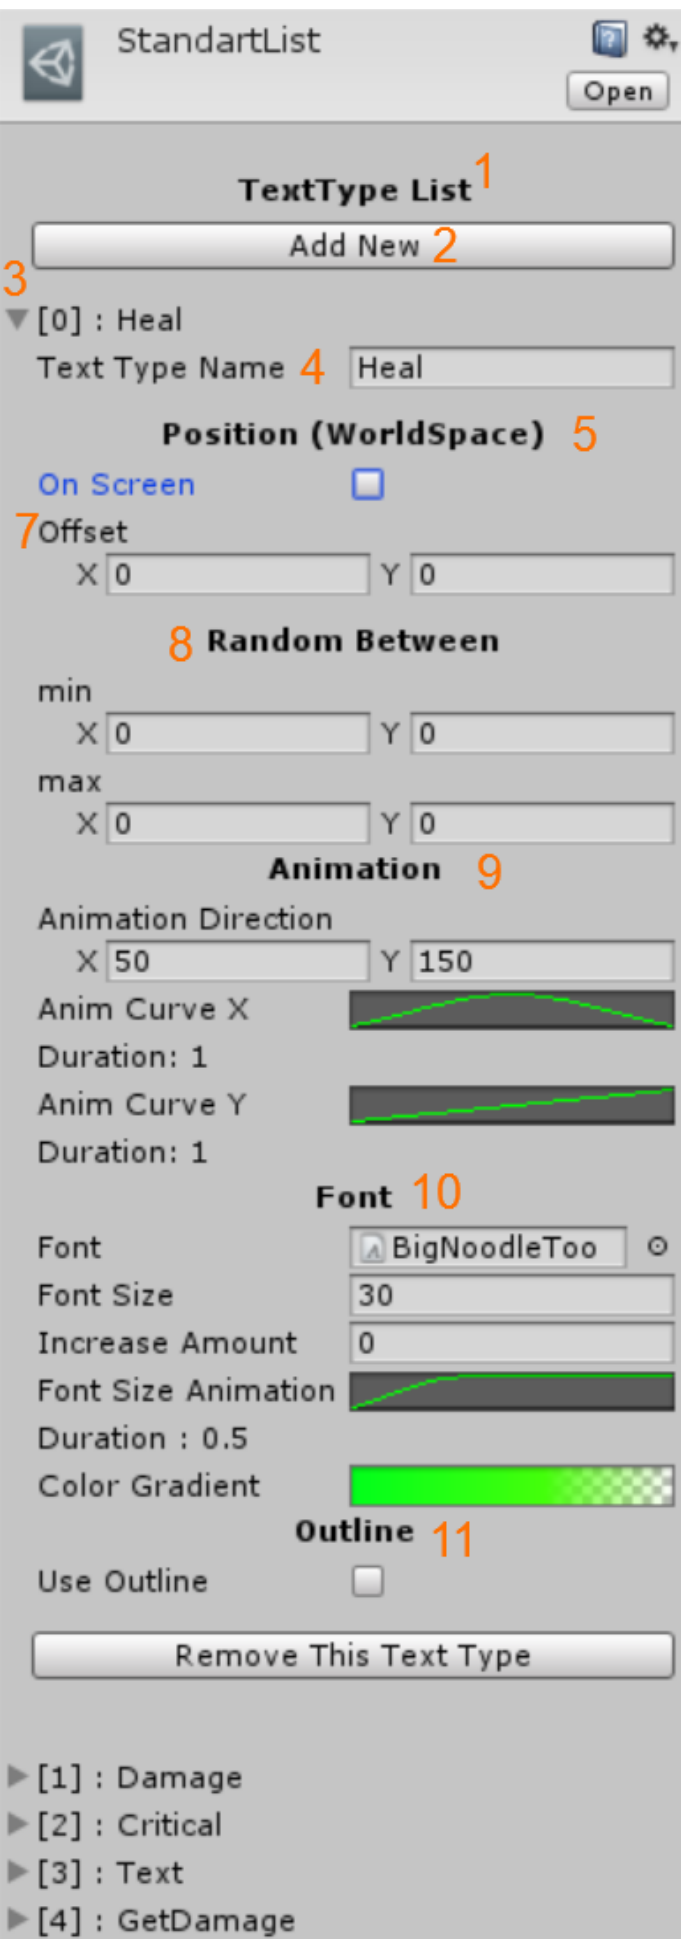 StandartList
Open
TextType List 1
Add New 2
3
[0] : Heal
Text Type Name 4 Heal
Position (WorldSpace) 5
On Screen
7 Offset
X 0 Y 0
8 Random Between
min
X 0 Y 0
max
X 0 Y 0
Animation 9
Animation Direction
X 50 Y 150
Anim Curve X
Duration: 1
Anim Curve Y
Duration: 1
Font 10
Font BigNoodleToo
Font Size 30
Increase Amount 0
Font Size Animation
Duration : 0.5
Color Gradient
Outline 11
Use Outline
Remove This Text Type
[1] : Damage
[2] : Critical
[3] : Text
[4] : GetDamage